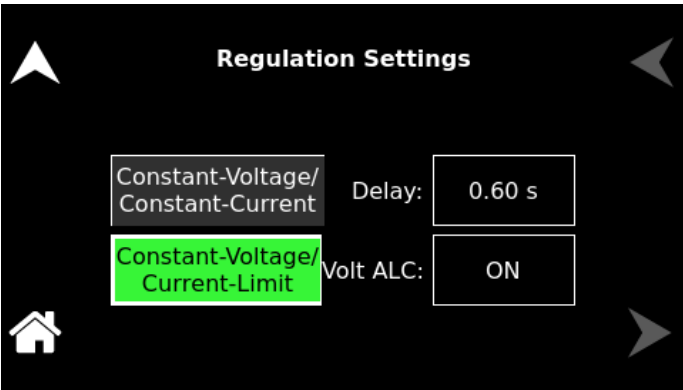 Regulation Settings
Constant-Voltage/
Constant-Current
Delay:
0.60 s
Constant-Voltage/
Current-Limit
Volt ALC:
ON